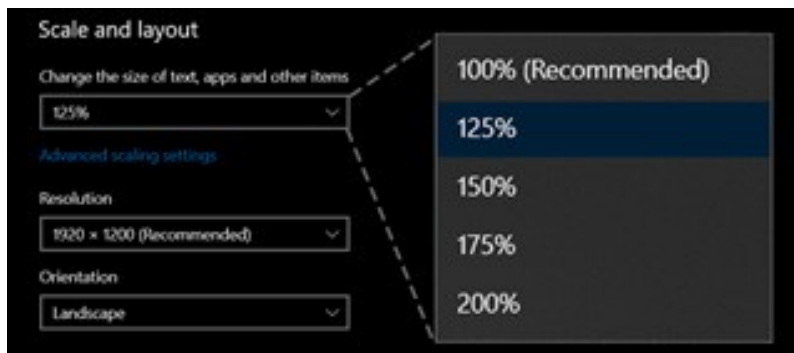 Scale and layout
Change the size of text, apps and other items
125%
Advanced scaling settings
Resolution
1920 × 1200 (Recommended)
Orientation
Landscape
100% (Recommended)
125%
150%
175%
200%